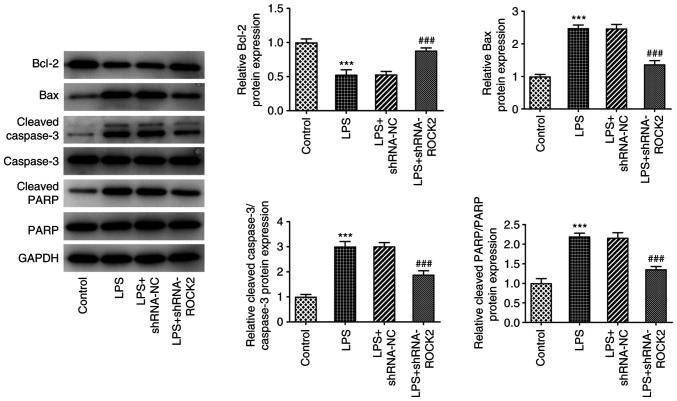 Bcl-2
Bax
Cleaved
caspase-3
Caspase-3
Cleaved
PARP
PARP
GAPDH
Control
LPS
LPS+
shRNA-NC
LPS+shRNA-
ROCK2
Relative Bcl-2
protein expression
1.5
1.0
0.5
0.0
***
###
Control
LPS
LPS+
shRNA-NC
LPS+shRNA-
ROCK2
Relative Bax
protein expression
3
2
1
0
***
###
Control
LPS
LPS+
shRNA-NC
LPS+shRNA-
ROCK2
Relative cleaved caspase-3/
caspase-3 protein expression
4
3
2
1
0
***
###
Control
LPS
LPS+
shRNA-NC
LPS+shRNA-
ROCK2
Relative cleaved PARP/PARP
protein expression
2.5
2.0
1.5
1.0
0.5
0.0
***
###
Control
LPS
LPS+
shRNA-NC
LPS+shRNA-
ROCK2